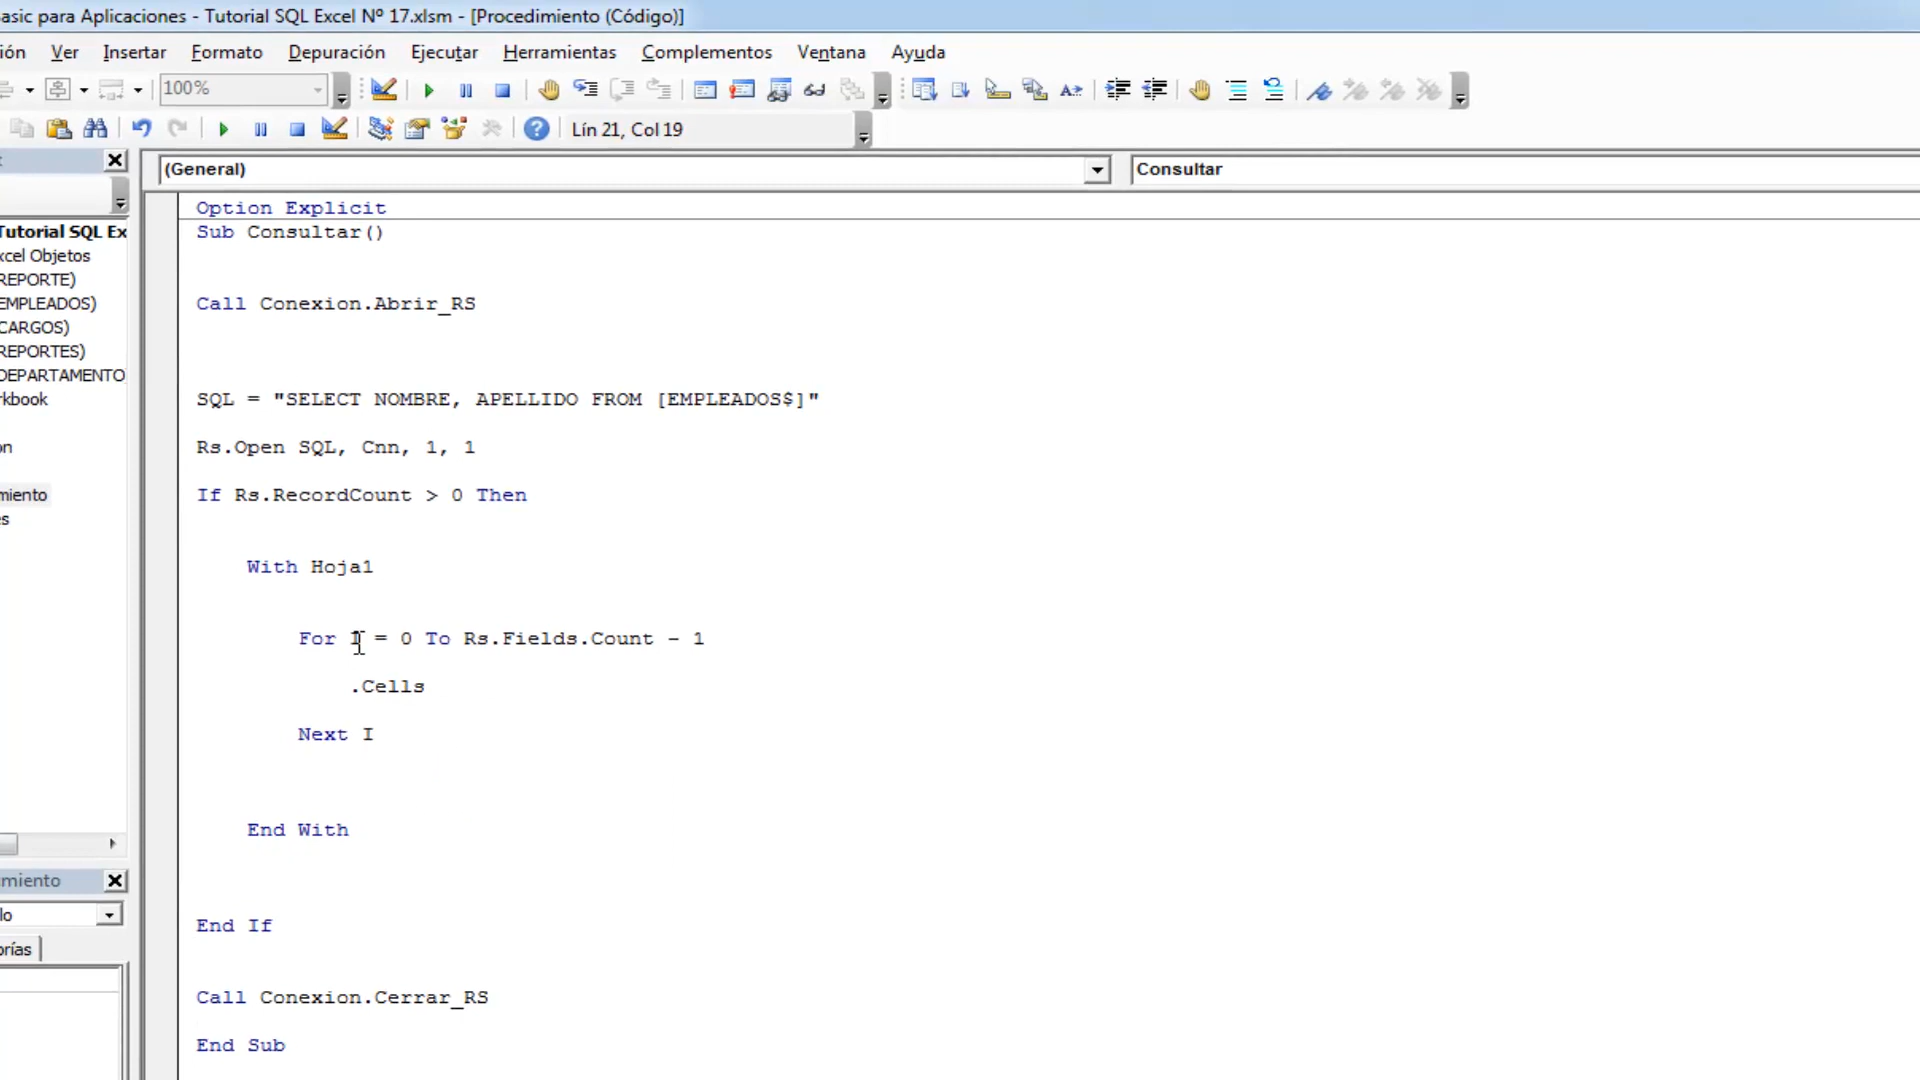 asic para Aplicaciones - Tutorial SQL Excel Nº 17.xlsm - [Procedimiento (Código)]
ión Ver Insertar Formato Depuración Ejecutar Herramientas Complementos Ventana Ayuda
100%
Lín 21, Col 19
(General) Consultar
Tutorial SQL Ex
xcel Objetos
REPORTE)
EMPLEADOS)
CARGOS)
REPORTES)
DEPARTAMENTO
rkbook
on
miento
s
miento
lo
orías
Option Explicit
Sub Consultar()
Call Conexion.Abrir_RS
SQL = "SELECT NOMBRE, APELLIDO FROM [EMPLEADOS$]"
Rs.Open SQL, Cnn, 1, 1
If Rs.RecordCount > 0 Then
With Hoja1
For I = 0 To Rs.Fields.Count - 1
.Cells
Next I
End With
End If
Call Conexion.Cerrar_RS
End Sub